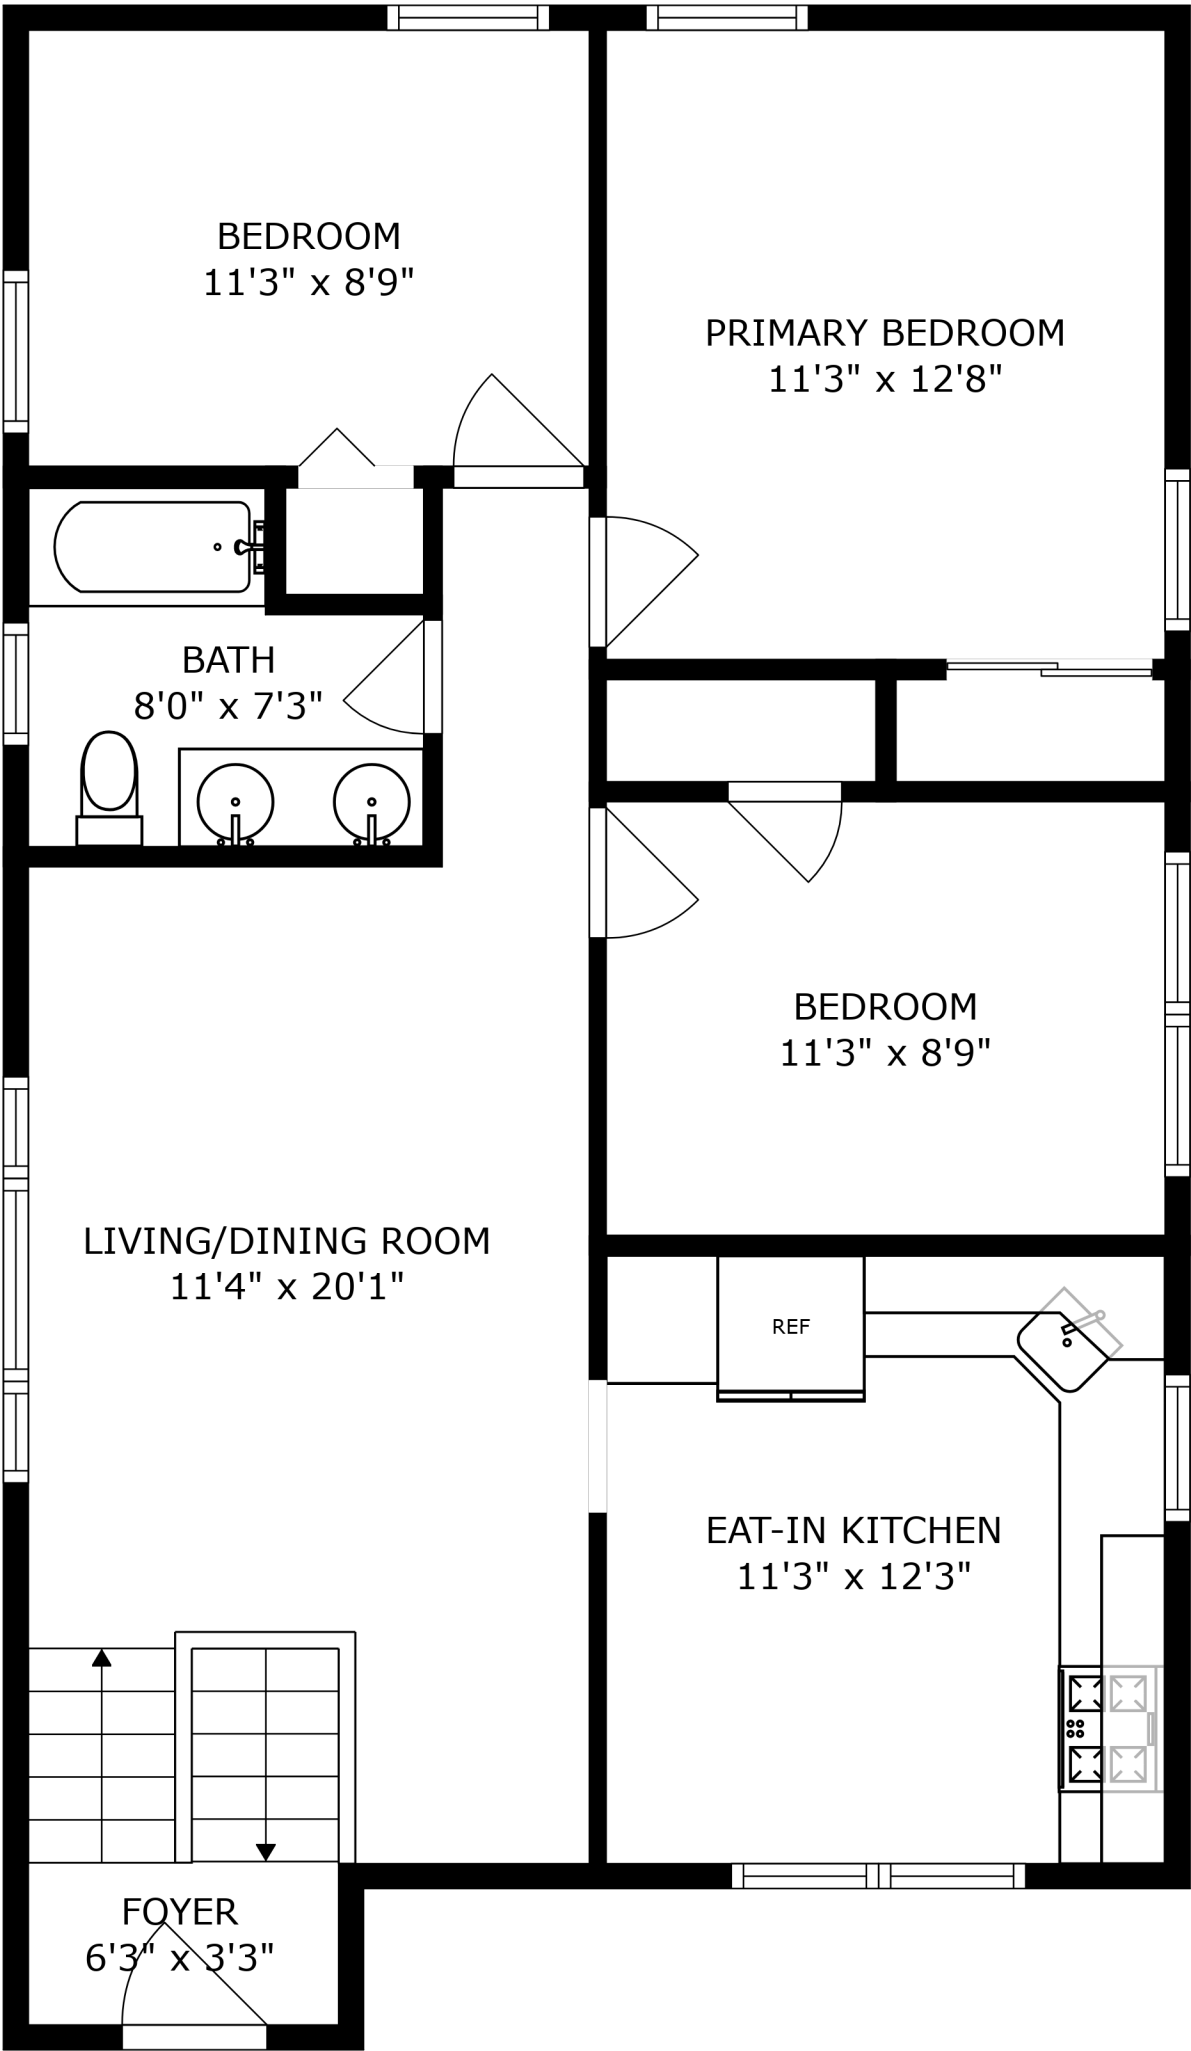 BEDROOM
11'3" x 8'9"
PRIMARY BEDROOM
11'3" x 12'8"
BATH
8'0" x 7'3"
BEDROOM
11'3" x 8'9"
LIVING/DINING ROOM
11'4" x 20'1"
REF
EAT-IN KITCHEN
11'3" x 12'3"
FOYER
6'3" x 3'3"